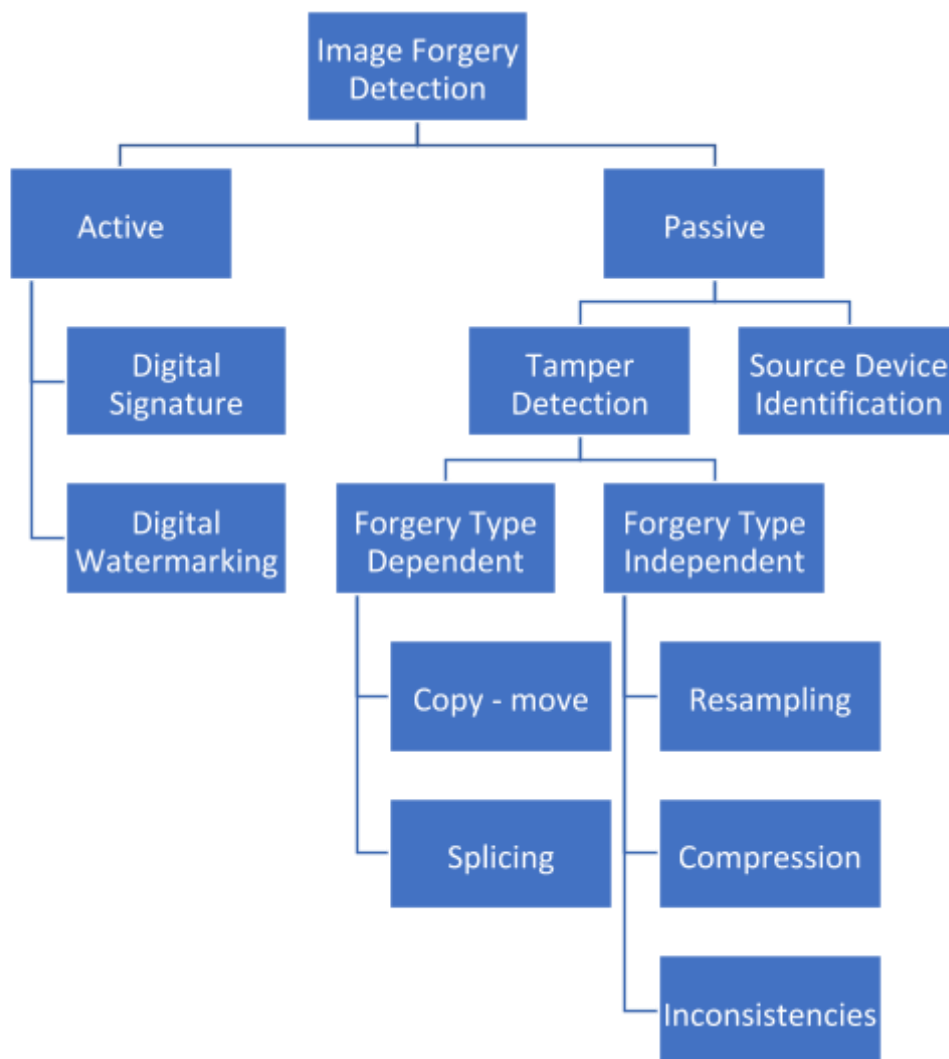 Image Forgery
Detection
Active
Passive
Digital
Signature
Tamper
Detection
Source Device
Identification
Digital
Watermarking
Forgery Type
Dependent
Forgery Type
Independent
Copy - move
Resampling
Splicing
Compression
Inconsistencies